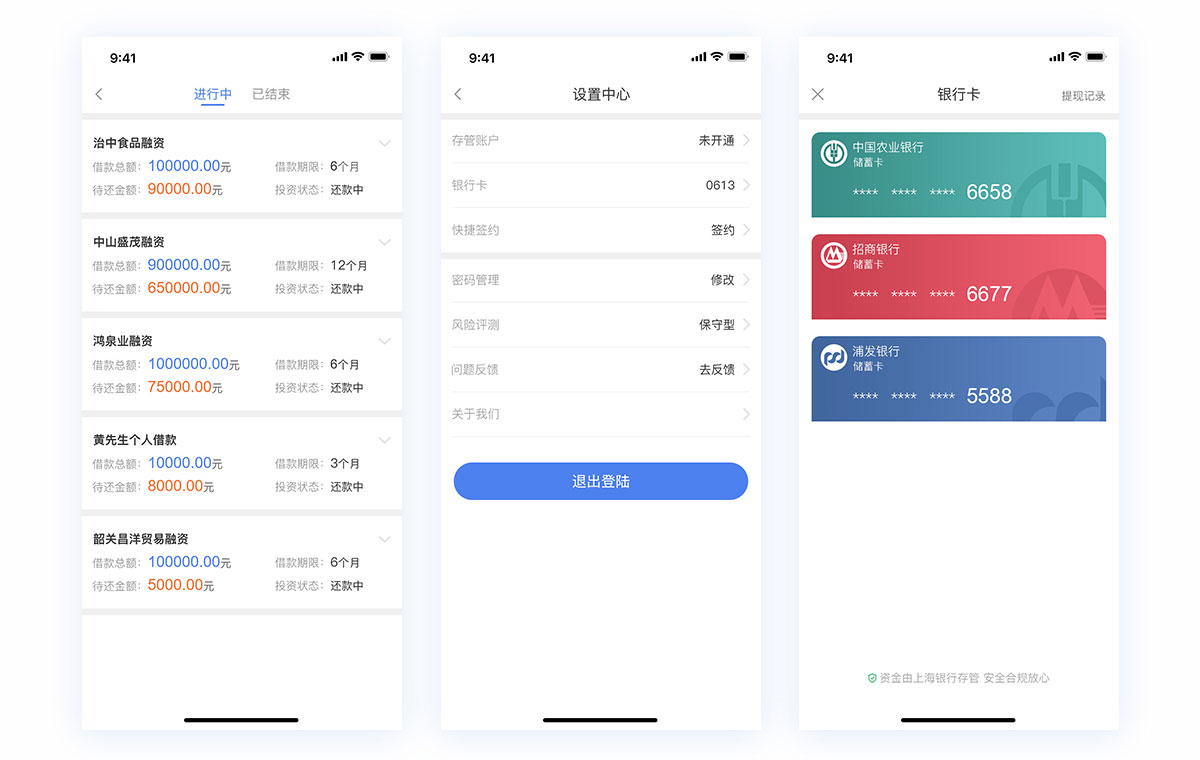 9:41
进行中 已结束
治中食品融资
借款总额: 100000.00元 借款期限: 6个月
待还金额: 90000.00元 投资状态: 还款中
中山盛茂融资
借款总额: 900000.00元 借款期限: 12个月
待还金额: 650000.00元 投资状态: 还款中
鸿泉业融资
借款总额: 1000000.00元 借款期限: 6个月
待还金额: 75000.00元 投资状态: 还款中
黄先生个人借款
借款总额: 10000.00元 借款期限: 3个月
待还金额: 8000.00元 投资状态: 还款中
韶关昌洋贸易融资
借款总额: 100000.00元 借款期限: 6个月
待还金额: 5000.00元 投资状态: 还款中
9:41
设置中心
存管账户 未开通
银行卡 0613
快捷签约 签约
密码管理 修改
风险评测 保守型
问题反馈 去反馈
关于我们
退出登陆
9:41
银行卡 提现记录
中国农业银行
储蓄卡
**** **** **** 6658
招商银行
储蓄卡
**** **** **** 6677
浦发银行
储蓄卡
**** **** **** 5588
资金由上海银行存管 安全合规放心